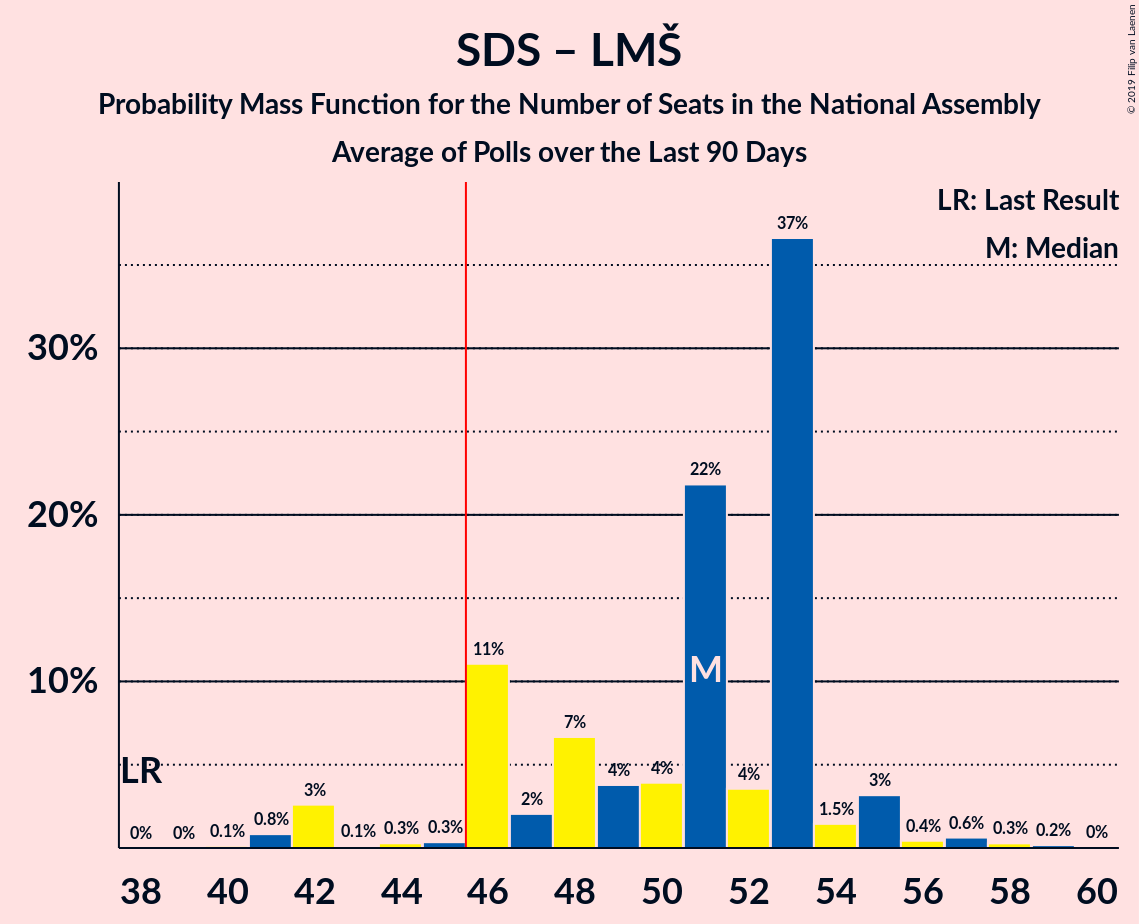 SDS – LMŠ
Probability Mass Function for the Number of Seats in the National Assembly
Average of Polls over the Last 90 Days
© 2019 Filip van Laenen
LR: Last Result
M: Median
30%
20%
10%
LR
M
0%
0%
0.1%
0.8%
3%
0.1%
0.3%
0.3%
11%
2%
7%
4%
4%
22%
4%
37%
1.5%
3%
0.4%
0.6%
0.3%
0.2%
0%
38 40 42 44 46 48 50 52 54 56 58 60